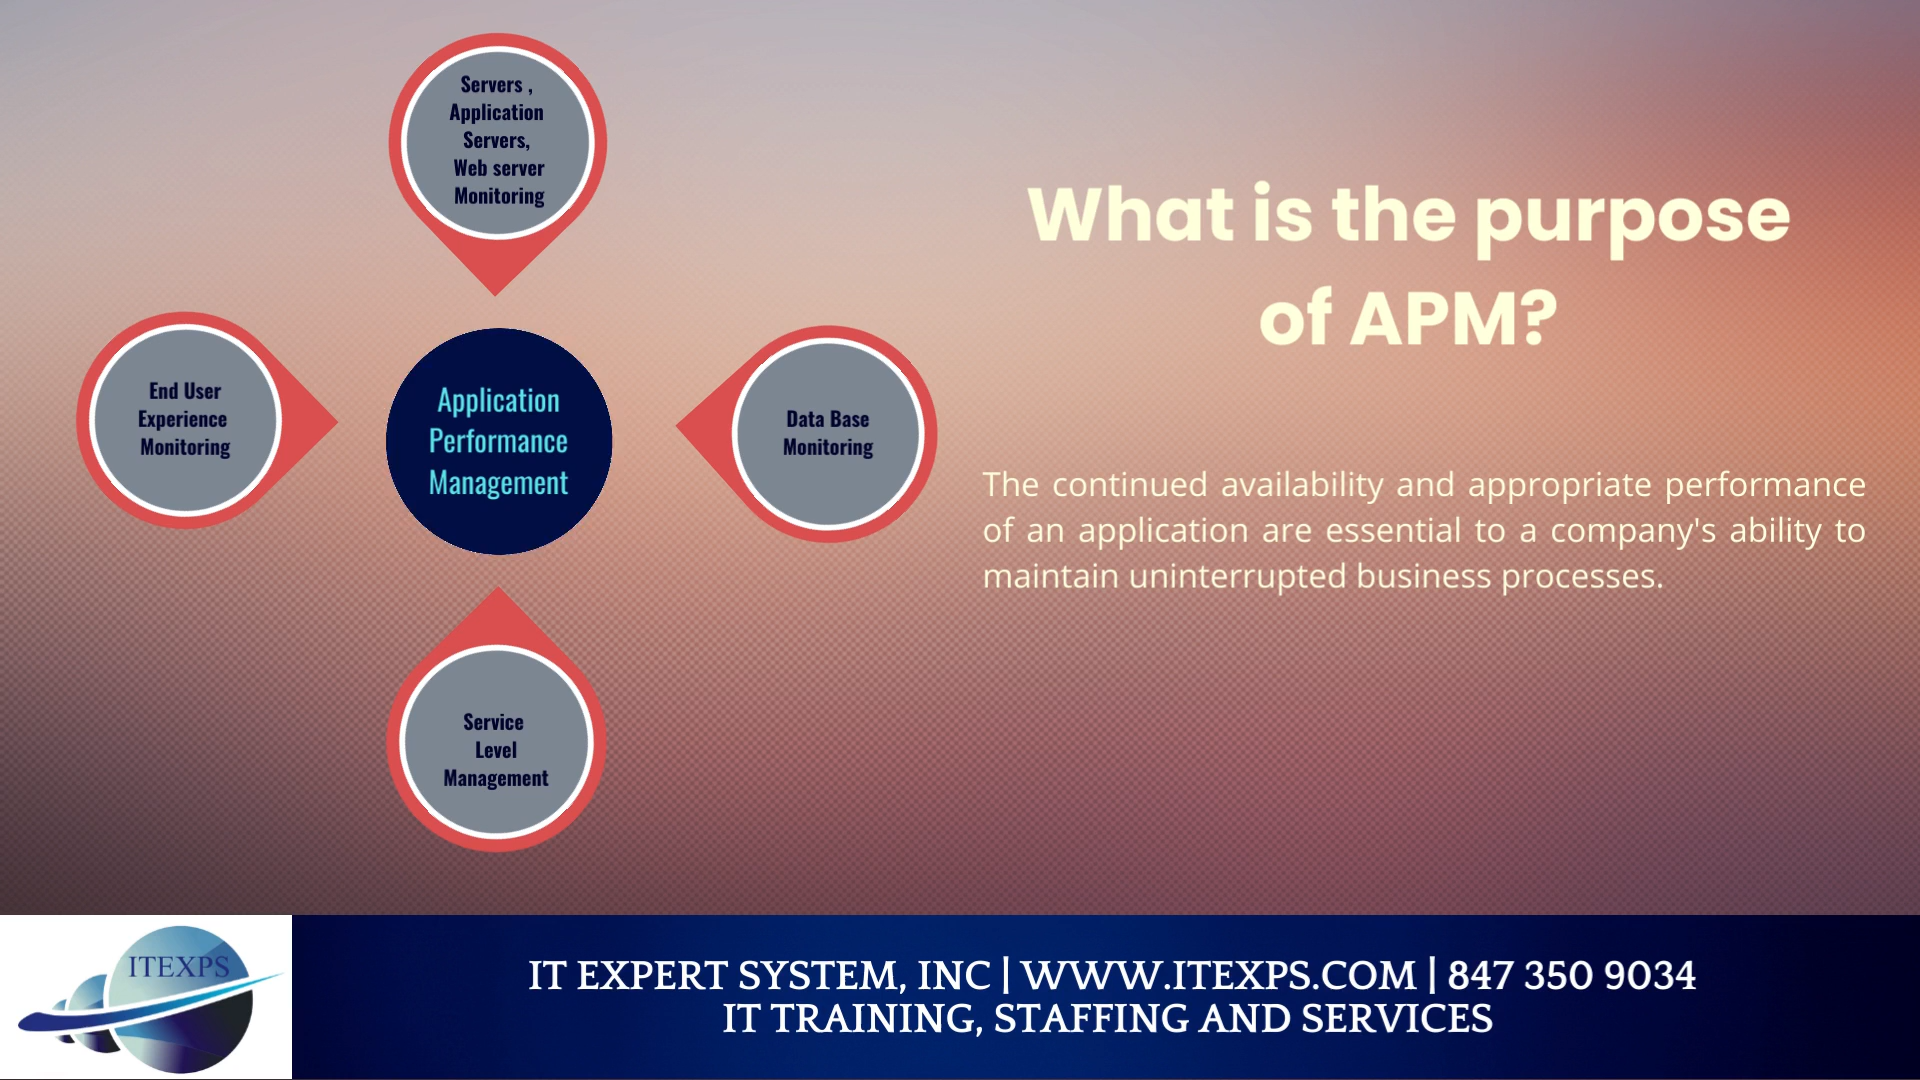 Servers ,
Application
Servers,
Web server
Monitoring
End User
Experience
Monitoring
Application
Performance
Management
Data Base
Monitoring
Service
Level
Management
What is the purpose
of APM?
The continued availability and appropriate performance
of an application are essential to a company's ability to
maintain uninterrupted business processes.
ITEXPS
IT EXPERT SYSTEM, INC | WWW.ITEXPS.COM | 847 350 9034
IT TRAINING, STAFFING AND SERVICES